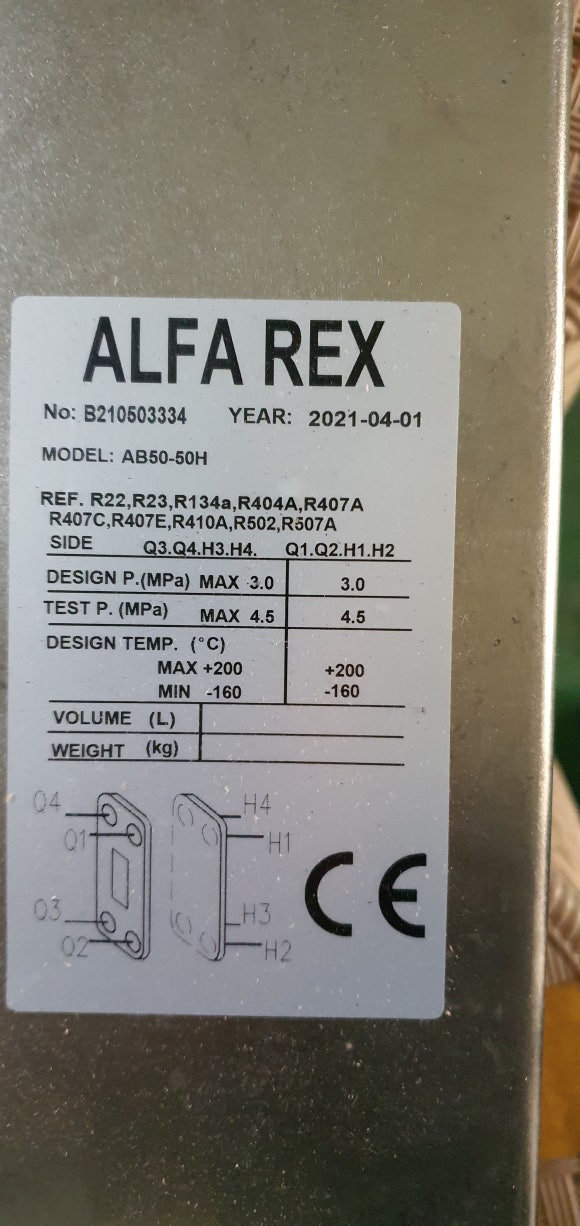 ALFA REX
No: B210503334 YEAR: 2021-04-01
MODEL: AB50-50H
REF. R22,R23,R134a,R404A,R407A
R407C,R407E,R410A,R502,R507A
SIDE Q3.Q4.H3.H4. Q1.Q2.H1.H2
DESIGN P.(MPa) MAX 3.0 3.0
TEST P. (MPa) MAX 4.5 4.5
DESIGN TEMP. (°C)
MAX +200 +200
MIN -160 -160
VOLUME (L)
WEIGHT (kg)
Q4 H4
Q1 H1
Q3 H3
Q2 H2
CE